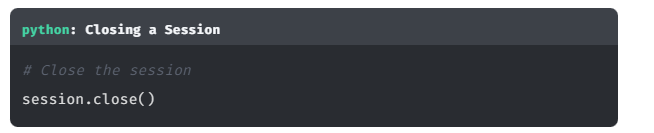 python: Closing a Session
# Close the session
session.close()